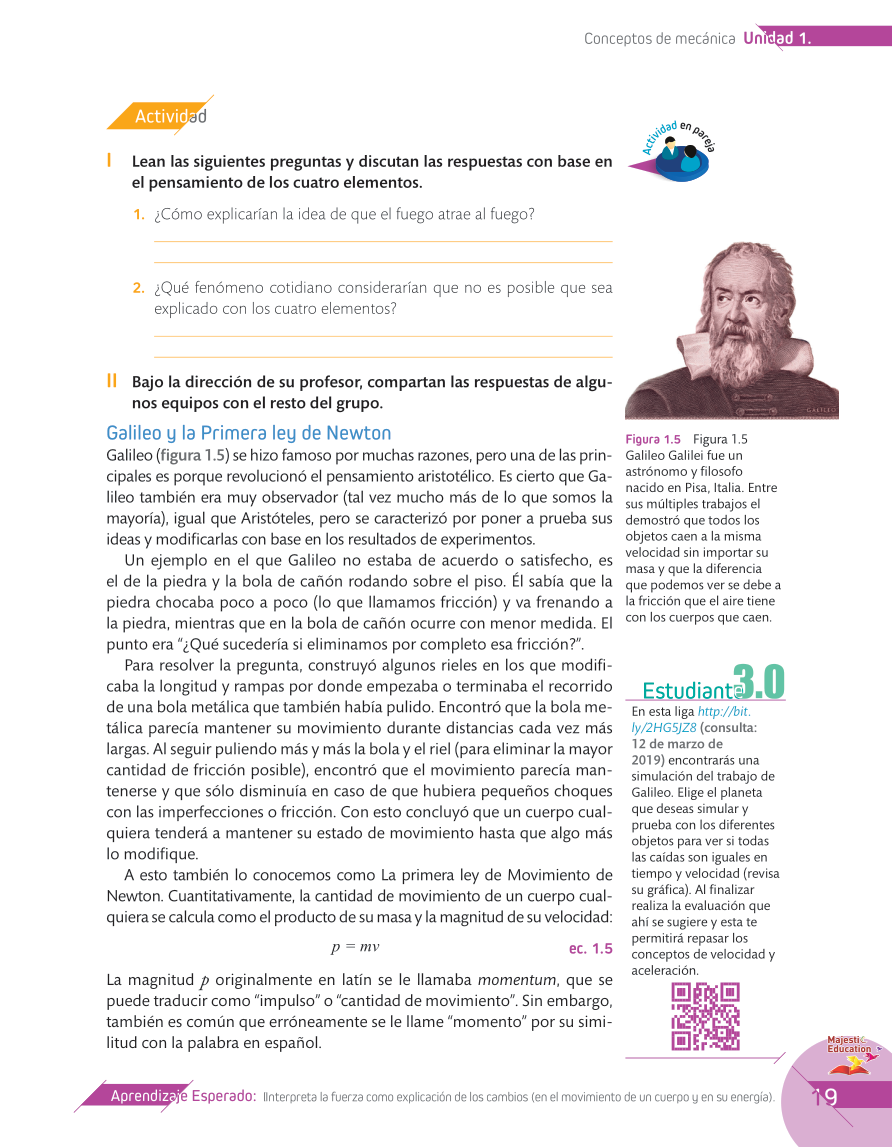 Conceptos de mecánica Unidad 1.
Actividad
Actividad en pareja
I Lean las siguientes preguntas y discutan las respuestas con base en
el pensamiento de los cuatro elementos.
1. ¿Cómo explicarían la idea de que el fuego atrae al fuego?
2. ¿Qué fenómeno cotidiano considerarían que no es posible que sea
explicado con los cuatro elementos?
II Bajo la dirección de su profesor, compartan las respuestas de algu-
nos equipos con el resto del grupo.
Galileo y la Primera ley de Newton
Galileo (figura 1.5) se hizo famoso por muchas razones, pero una de las prin-
cipales es porque revolucionó el pensamiento aristotélico. Es cierto que Ga-
lileo también era muy observador (tal vez mucho más de lo que somos la
mayoría), igual que Aristóteles, pero se caracterizó por poner a prueba sus
ideas y modificarlas con base en los resultados de experimentos.
Un ejemplo en el que Galileo no estaba de acuerdo o satisfecho, es
el de la piedra y la bola de cañón rodando sobre el piso. Él sabía que la
piedra chocaba poco a poco (lo que llamamos fricción) y va frenando a
la piedra, mientras que en la bola de cañón ocurre con menor medida. El
punto era “¿Qué sucedería si eliminamos por completo esa fricción?”.
Para resolver la pregunta, construyó algunos rieles en los que modifi-
caba la longitud y rampas por donde empezaba o terminaba el recorrido
de una bola metálica que también había pulido. Encontró que la bola me-
tálica parecía mantener su movimiento durante distancias cada vez más
largas. Al seguir puliendo más y más la bola y el riel (para eliminar la mayor
cantidad de fricción posible), encontró que el movimiento parecía man-
tenerse y que sólo disminuía en caso de que hubiera pequeños choques
con las imperfecciones o fricción. Con esto concluyó que un cuerpo cual-
quiera tenderá a mantener su estado de movimiento hasta que algo más
lo modifique.
A esto también lo conocemos como La primera ley de Movimiento de
Newton. Cuantitativamente, la cantidad de movimiento de un cuerpo cual-
quiera se calcula como el producto de su masa y la magnitud de su velocidad:
p = mv ec. 1.5
La magnitud p originalmente en latín se le llamaba momentum, que se
puede traducir como “impulso” o “cantidad de movimiento”. Sin embargo,
también es común que erróneamente se le llame “momento” por su simi-
litud con la palabra en español.
GALILEO
Figura 1.5 Figura 1.5
Galileo Galilei fue un
astrónomo y filosofo
nacido en Pisa, Italia. Entre
sus múltiples trabajos el
demostró que todos los
objetos caen a la misma
velocidad sin importar su
masa y que la diferencia
que podemos ver se debe a
la fricción que el aire tiene
con los cuerpos que caen.
Estudiante 3.0
En esta liga http://bit.
ly/2HG5JZ8 (consulta:
12 de marzo de
2019) encontrarás una
simulación del trabajo de
Galileo. Elige el planeta
que deseas simular y
prueba con los diferentes
objetos para ver si todas
las caídas son iguales en
tiempo y velocidad (revisa
su gráfica). Al finalizar
realiza la evaluación que
ahí se sugiere y esta te
permitirá repasar los
conceptos de velocidad y
aceleración.
Majestic
Education
Aprendizaje Esperado: IInterpreta la fuerza como explicación de los cambios (en el movimiento de un cuerpo y en su energía).
19